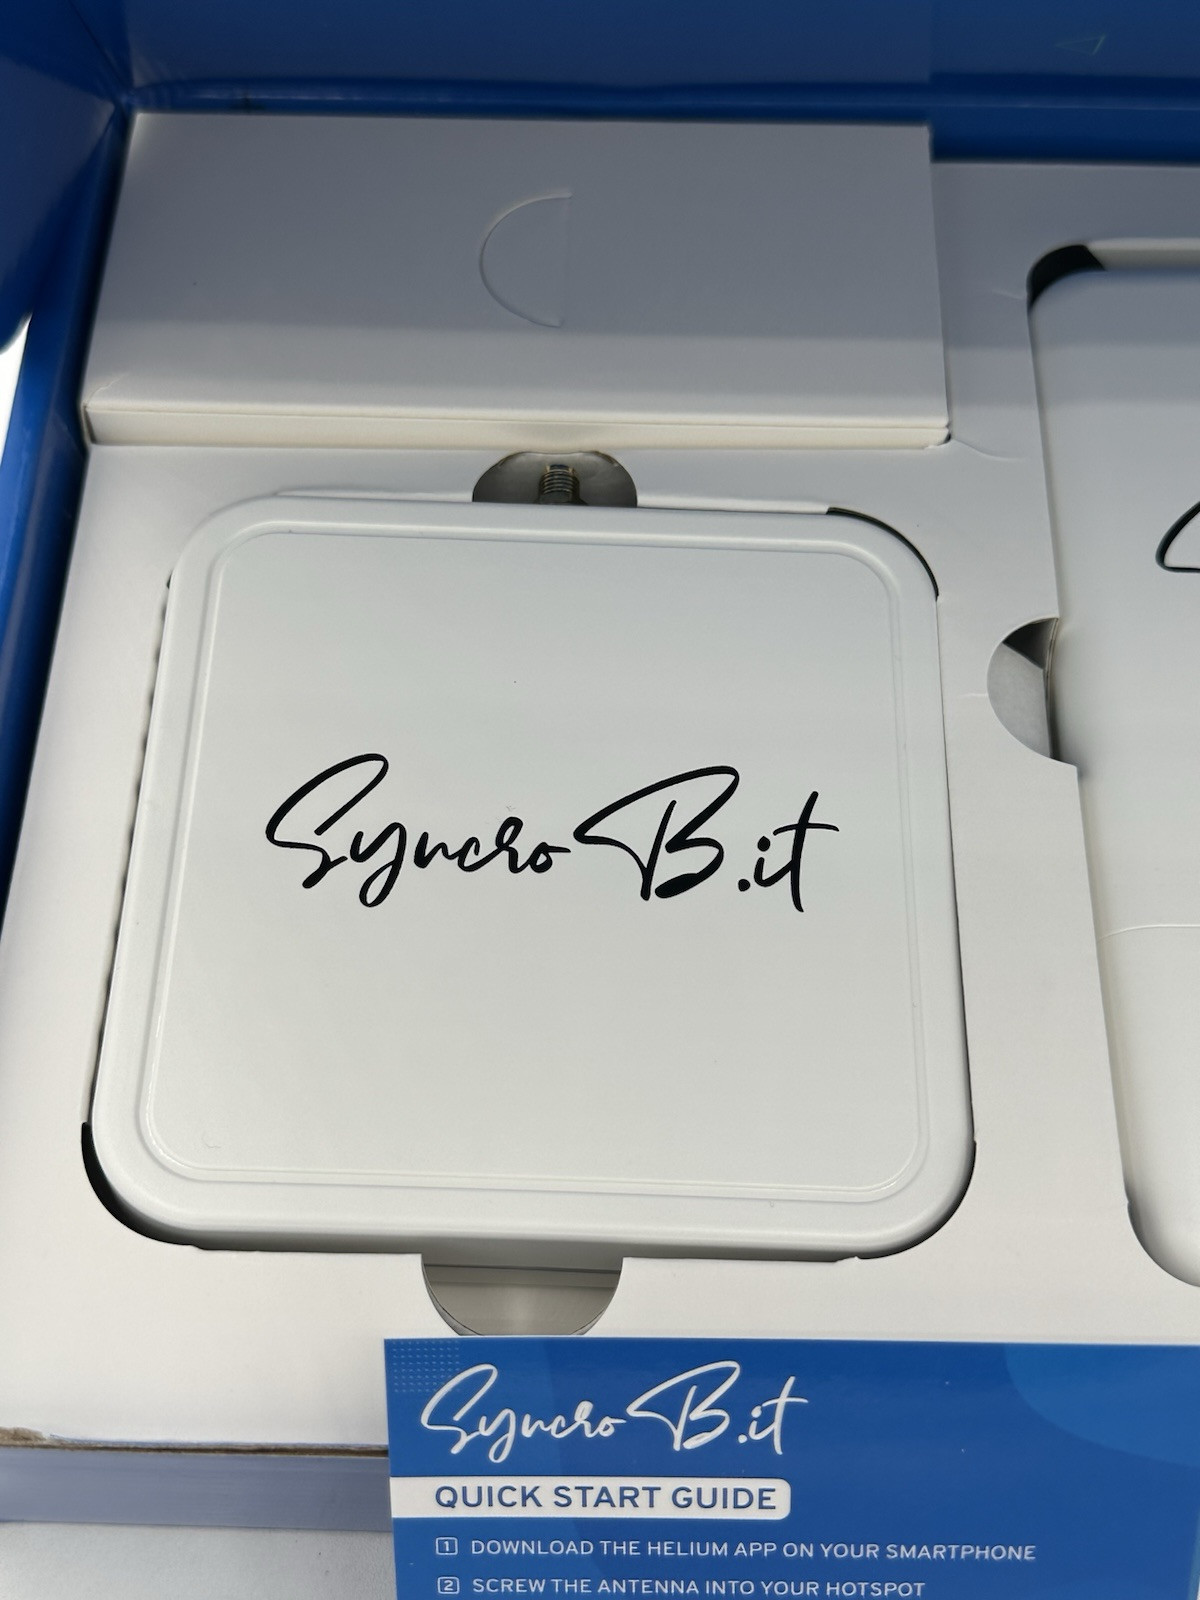 SyncroB.it
SyncroB.it
QUICK START GUIDE
1 DOWNLOAD THE HELIUM APP ON YOUR SMARTPHONE
2 SCREW THE ANTENNA INTO YOUR HOTSPOT